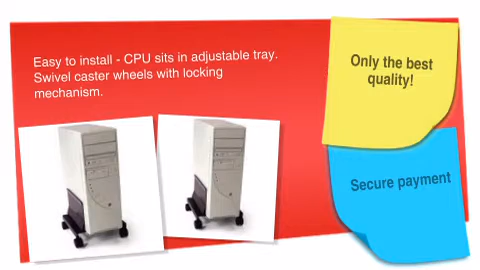 Easy to install - CPU sits in adjustable tray.
Swivel caster wheels with locking
mechanism.
Only the best
quality!
Secure payment